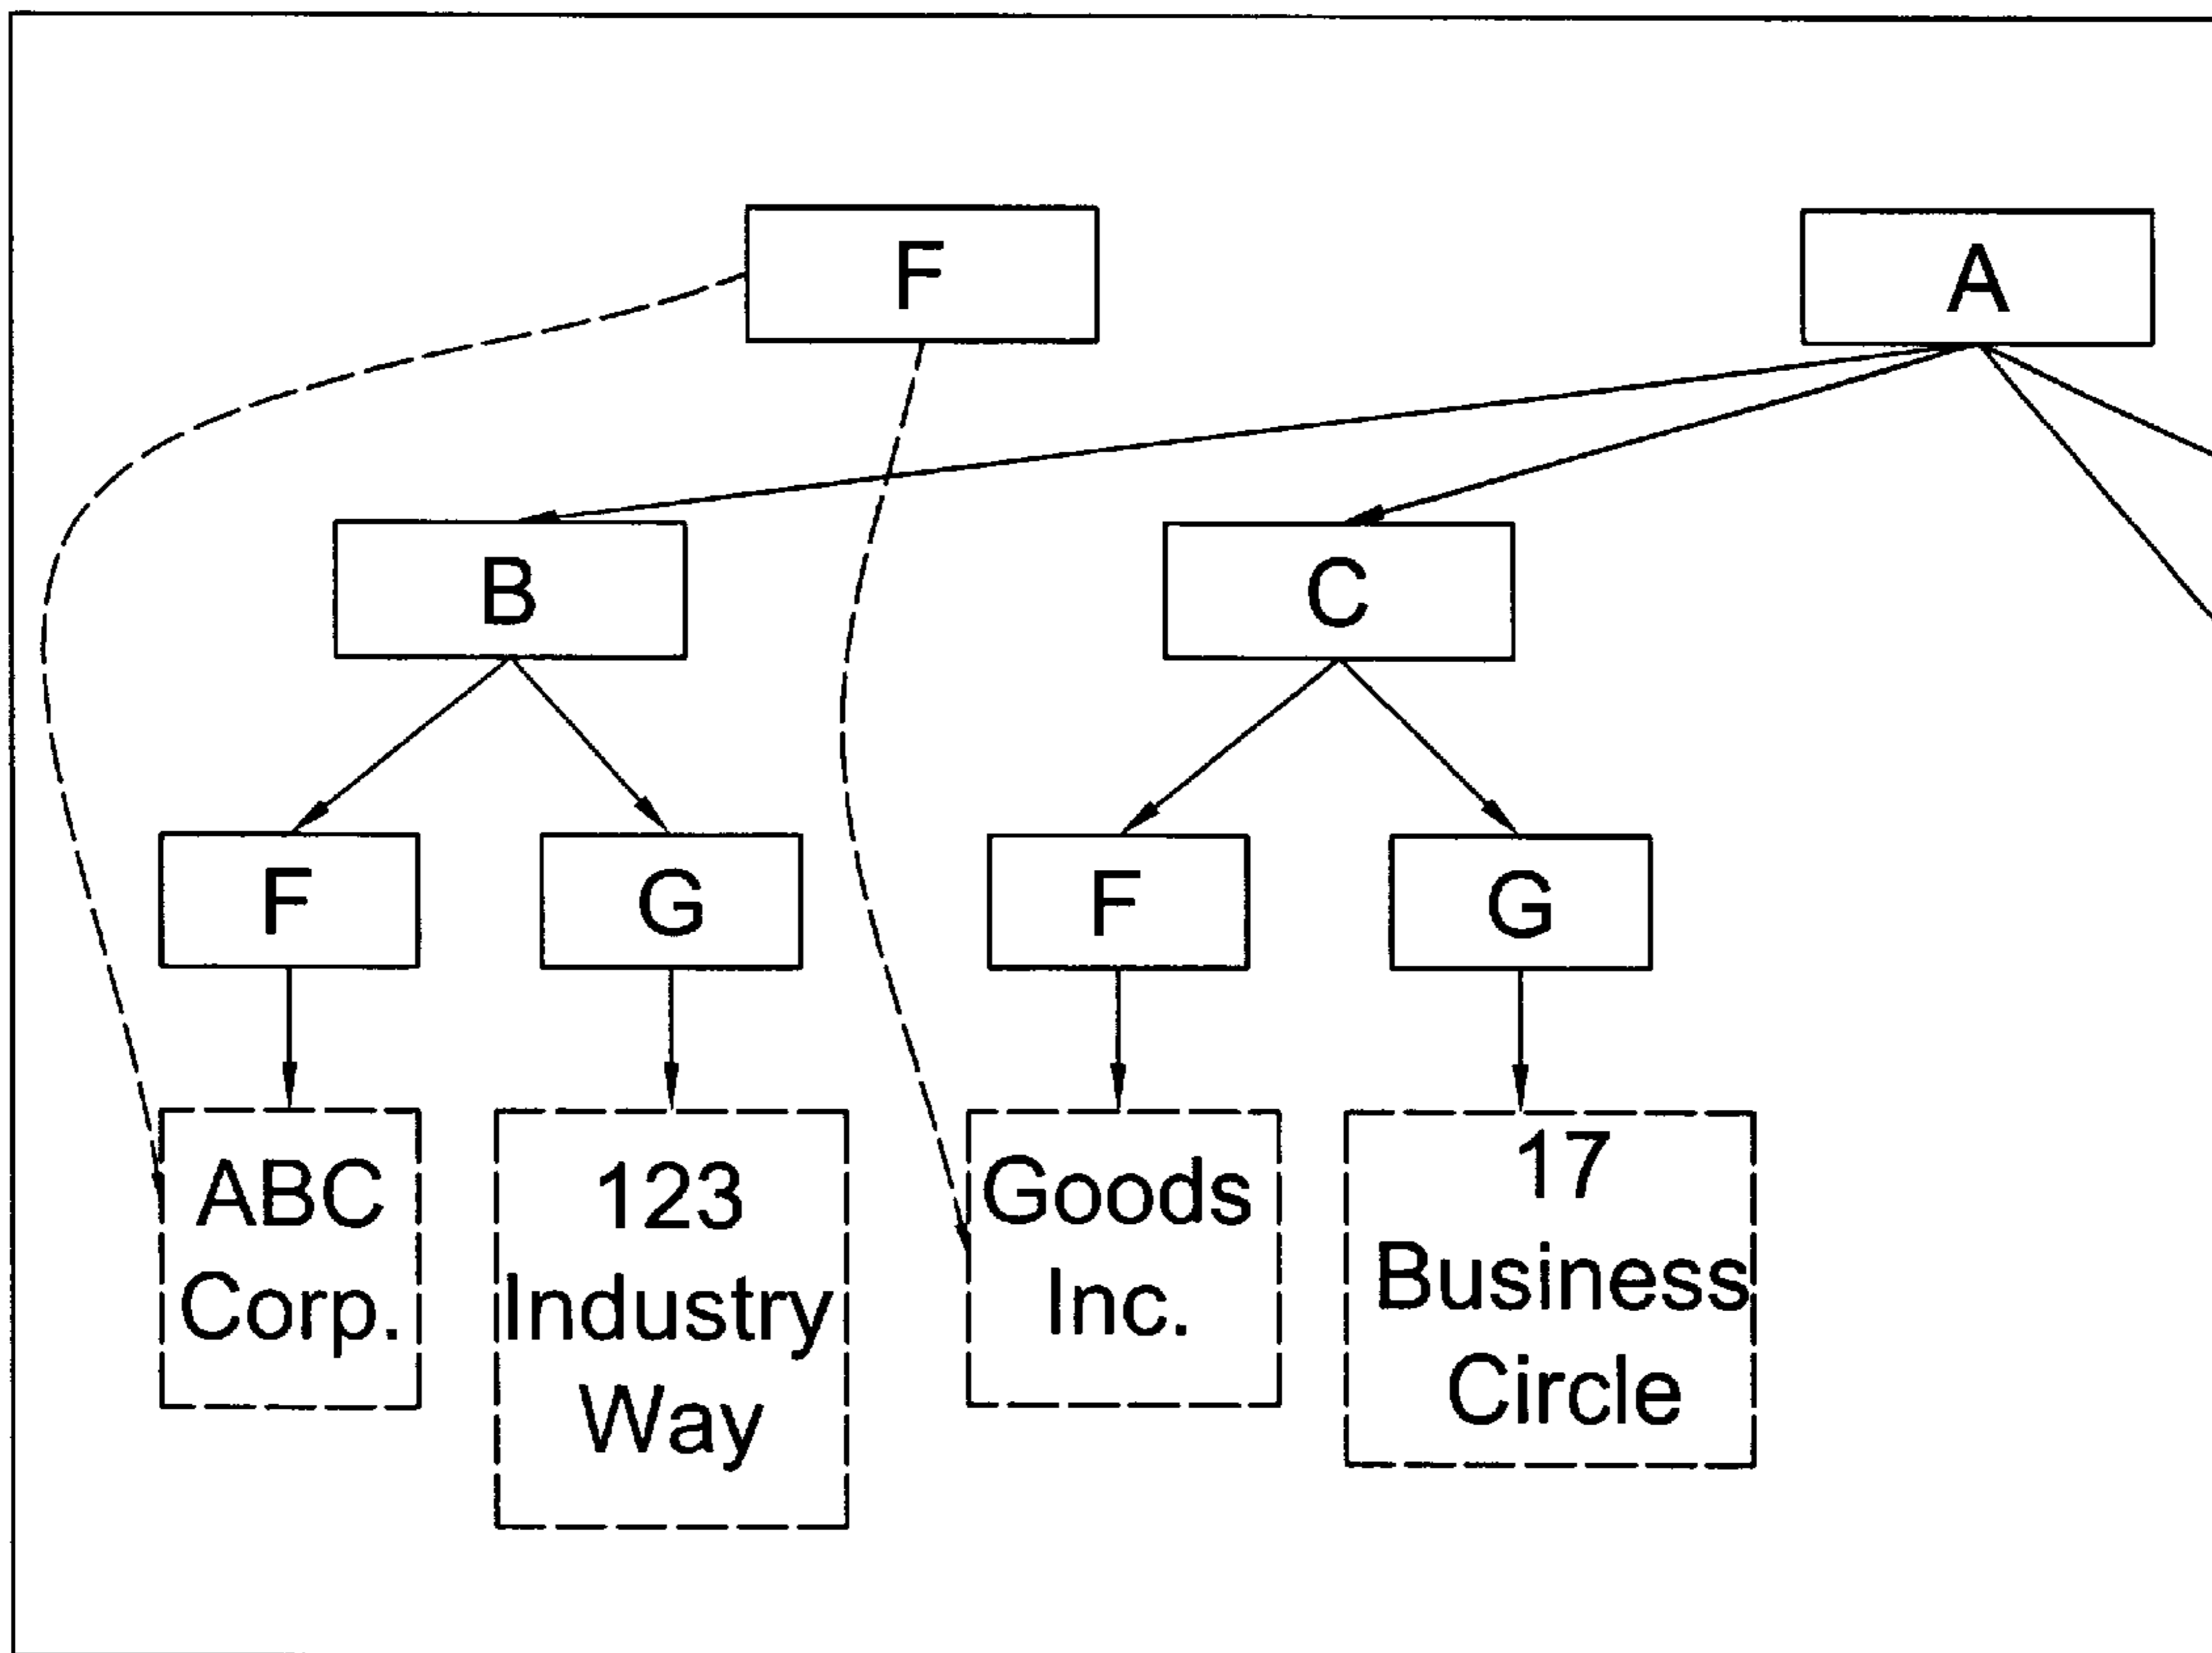 F
A
B
C
F
G
F
G
ABC
Corp.
123
Industry
Way
Goods
Inc.
17
Business
Circle